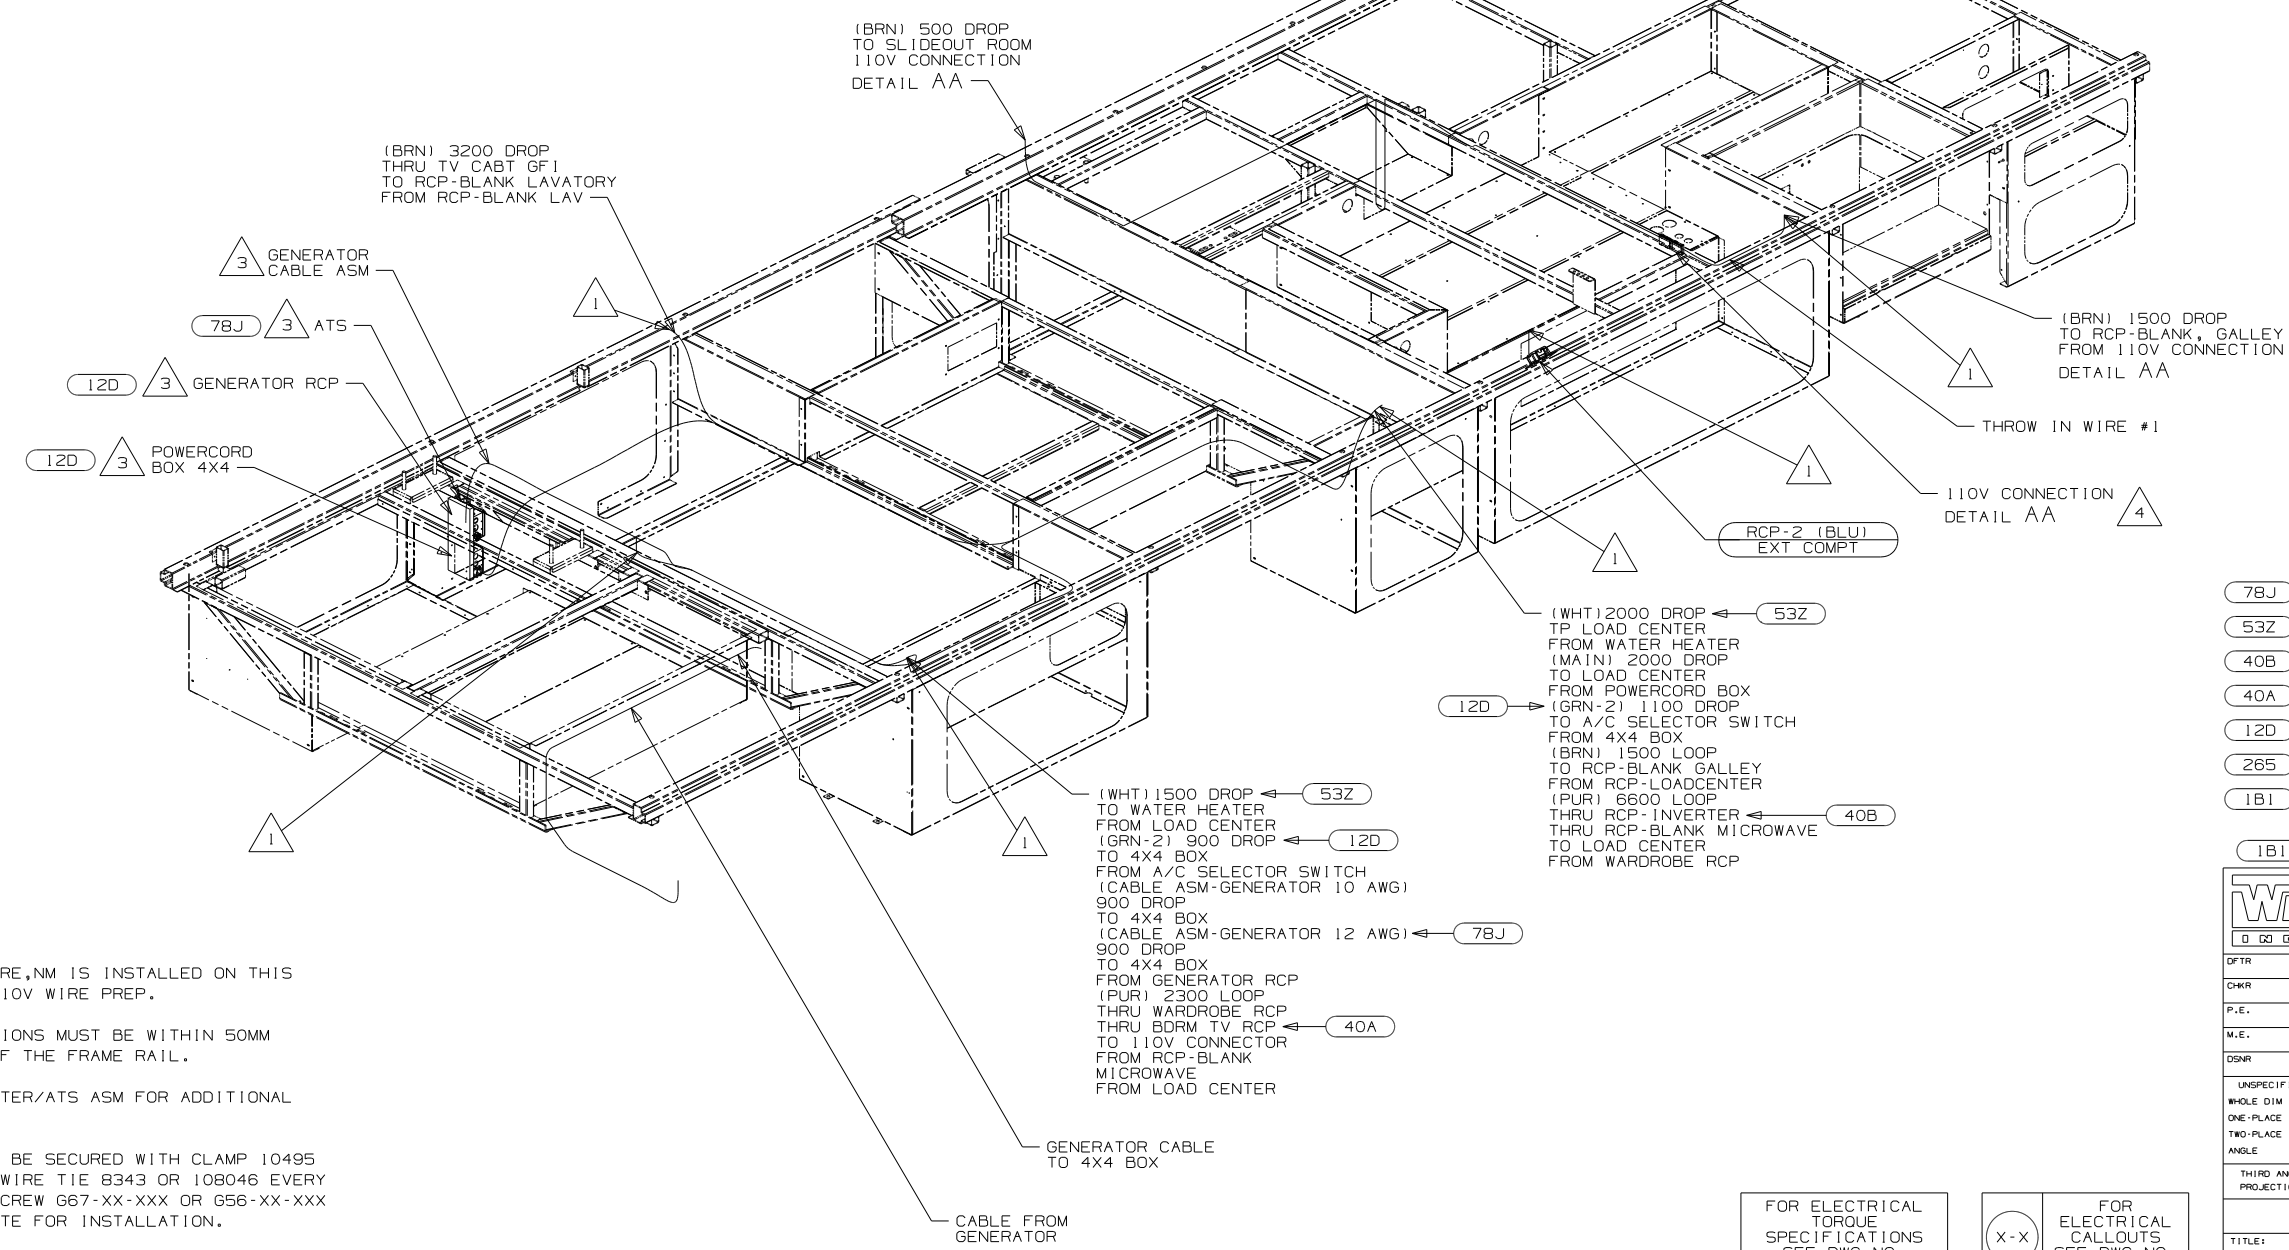 (BRN) 500 DROP
TO SLIDEOUT ROOM
110V CONNECTION
DETAIL AA
(BRN) 3200 DROP
THRU TV CABT GFI
TO RCP-BLANK LAVATORY
FROM RCP-BLANK LAV
3
GENERATOR
CABLE ASM
1
78J
3
ATS
12D
3
GENERATOR RCP
12D
3
POWERCORD
BOX 4X4
(BRN) 1500 DROP
TO RCP-BLANK, GALLEY
FROM 110V CONNECTION
DETAIL AA
1
THROW IN WIRE #1
1
110V CONNECTION
DETAIL AA
4
RCP-2 (BLU)
EXT COMPT
1
(WHT)2000 DROP
53Z
TP LOAD CENTER
FROM WATER HEATER
(MAIN) 2000 DROP
TO LOAD CENTER
FROM POWERCORD BOX
12D
(GRN-2) 1100 DROP
TO A/C SELECTOR SWITCH
FROM 4X4 BOX
(BRN) 1500 LOOP
TO RCP-BLANK GALLEY
FROM RCP-LOADCENTER
(PUR) 6600 LOOP
THRU RCP-INVERTER
40B
THRU RCP-BLANK MICROWAVE
TO LOAD CENTER
FROM WARDROBE RCP
1
1
(WHT)1500 DROP
53Z
TO WATER HEATER
FROM LOAD CENTER
(GRN-2) 900 DROP
12D
TO 4X4 BOX
FROM A/C SELECTOR SWITCH
(CABLE ASM-GENERATOR 10 AWG)
900 DROP
TO 4X4 BOX
(CABLE ASM-GENERATOR 12 AWG)
78J
900 DROP
TO 4X4 BOX
FROM GENERATOR RCP
(PUR) 2300 LOOP
THRU WARDROBE RCP
THRU BDRM TV RCP
40A
TO 110V CONNECTOR
FROM RCP-BLANK
MICROWAVE
FROM LOAD CENTER
GENERATOR CABLE
TO 4X4 BOX
CABLE FROM
GENERATOR
RE,NM IS INSTALLED ON THIS
10V WIRE PREP.
IONS MUST BE WITHIN 50MM
F THE FRAME RAIL.
TER/ATS ASM FOR ADDITIONAL
BE SECURED WITH CLAMP 10495
WIRE TIE 8343 OR 108046 EVERY
CREW G67-XX-XXX OR G56-XX-XXX
TE FOR INSTALLATION.
78J
53Z
40B
40A
12D
265
1B1
1B1
DFTR
CHKR
P.E.
M.E.
DSNR
UNSPECIF
WHOLE DIM
ONE-PLACE
TWO-PLACE
ANGLE
THIRD AN
PROJECTI
TITLE:
FOR ELECTRICAL
TORQUE
SPECIFICATIONS
SEE DWG NO.
X-X
FOR
ELECTRICAL
CALLOUTS
SEE DWG NO.